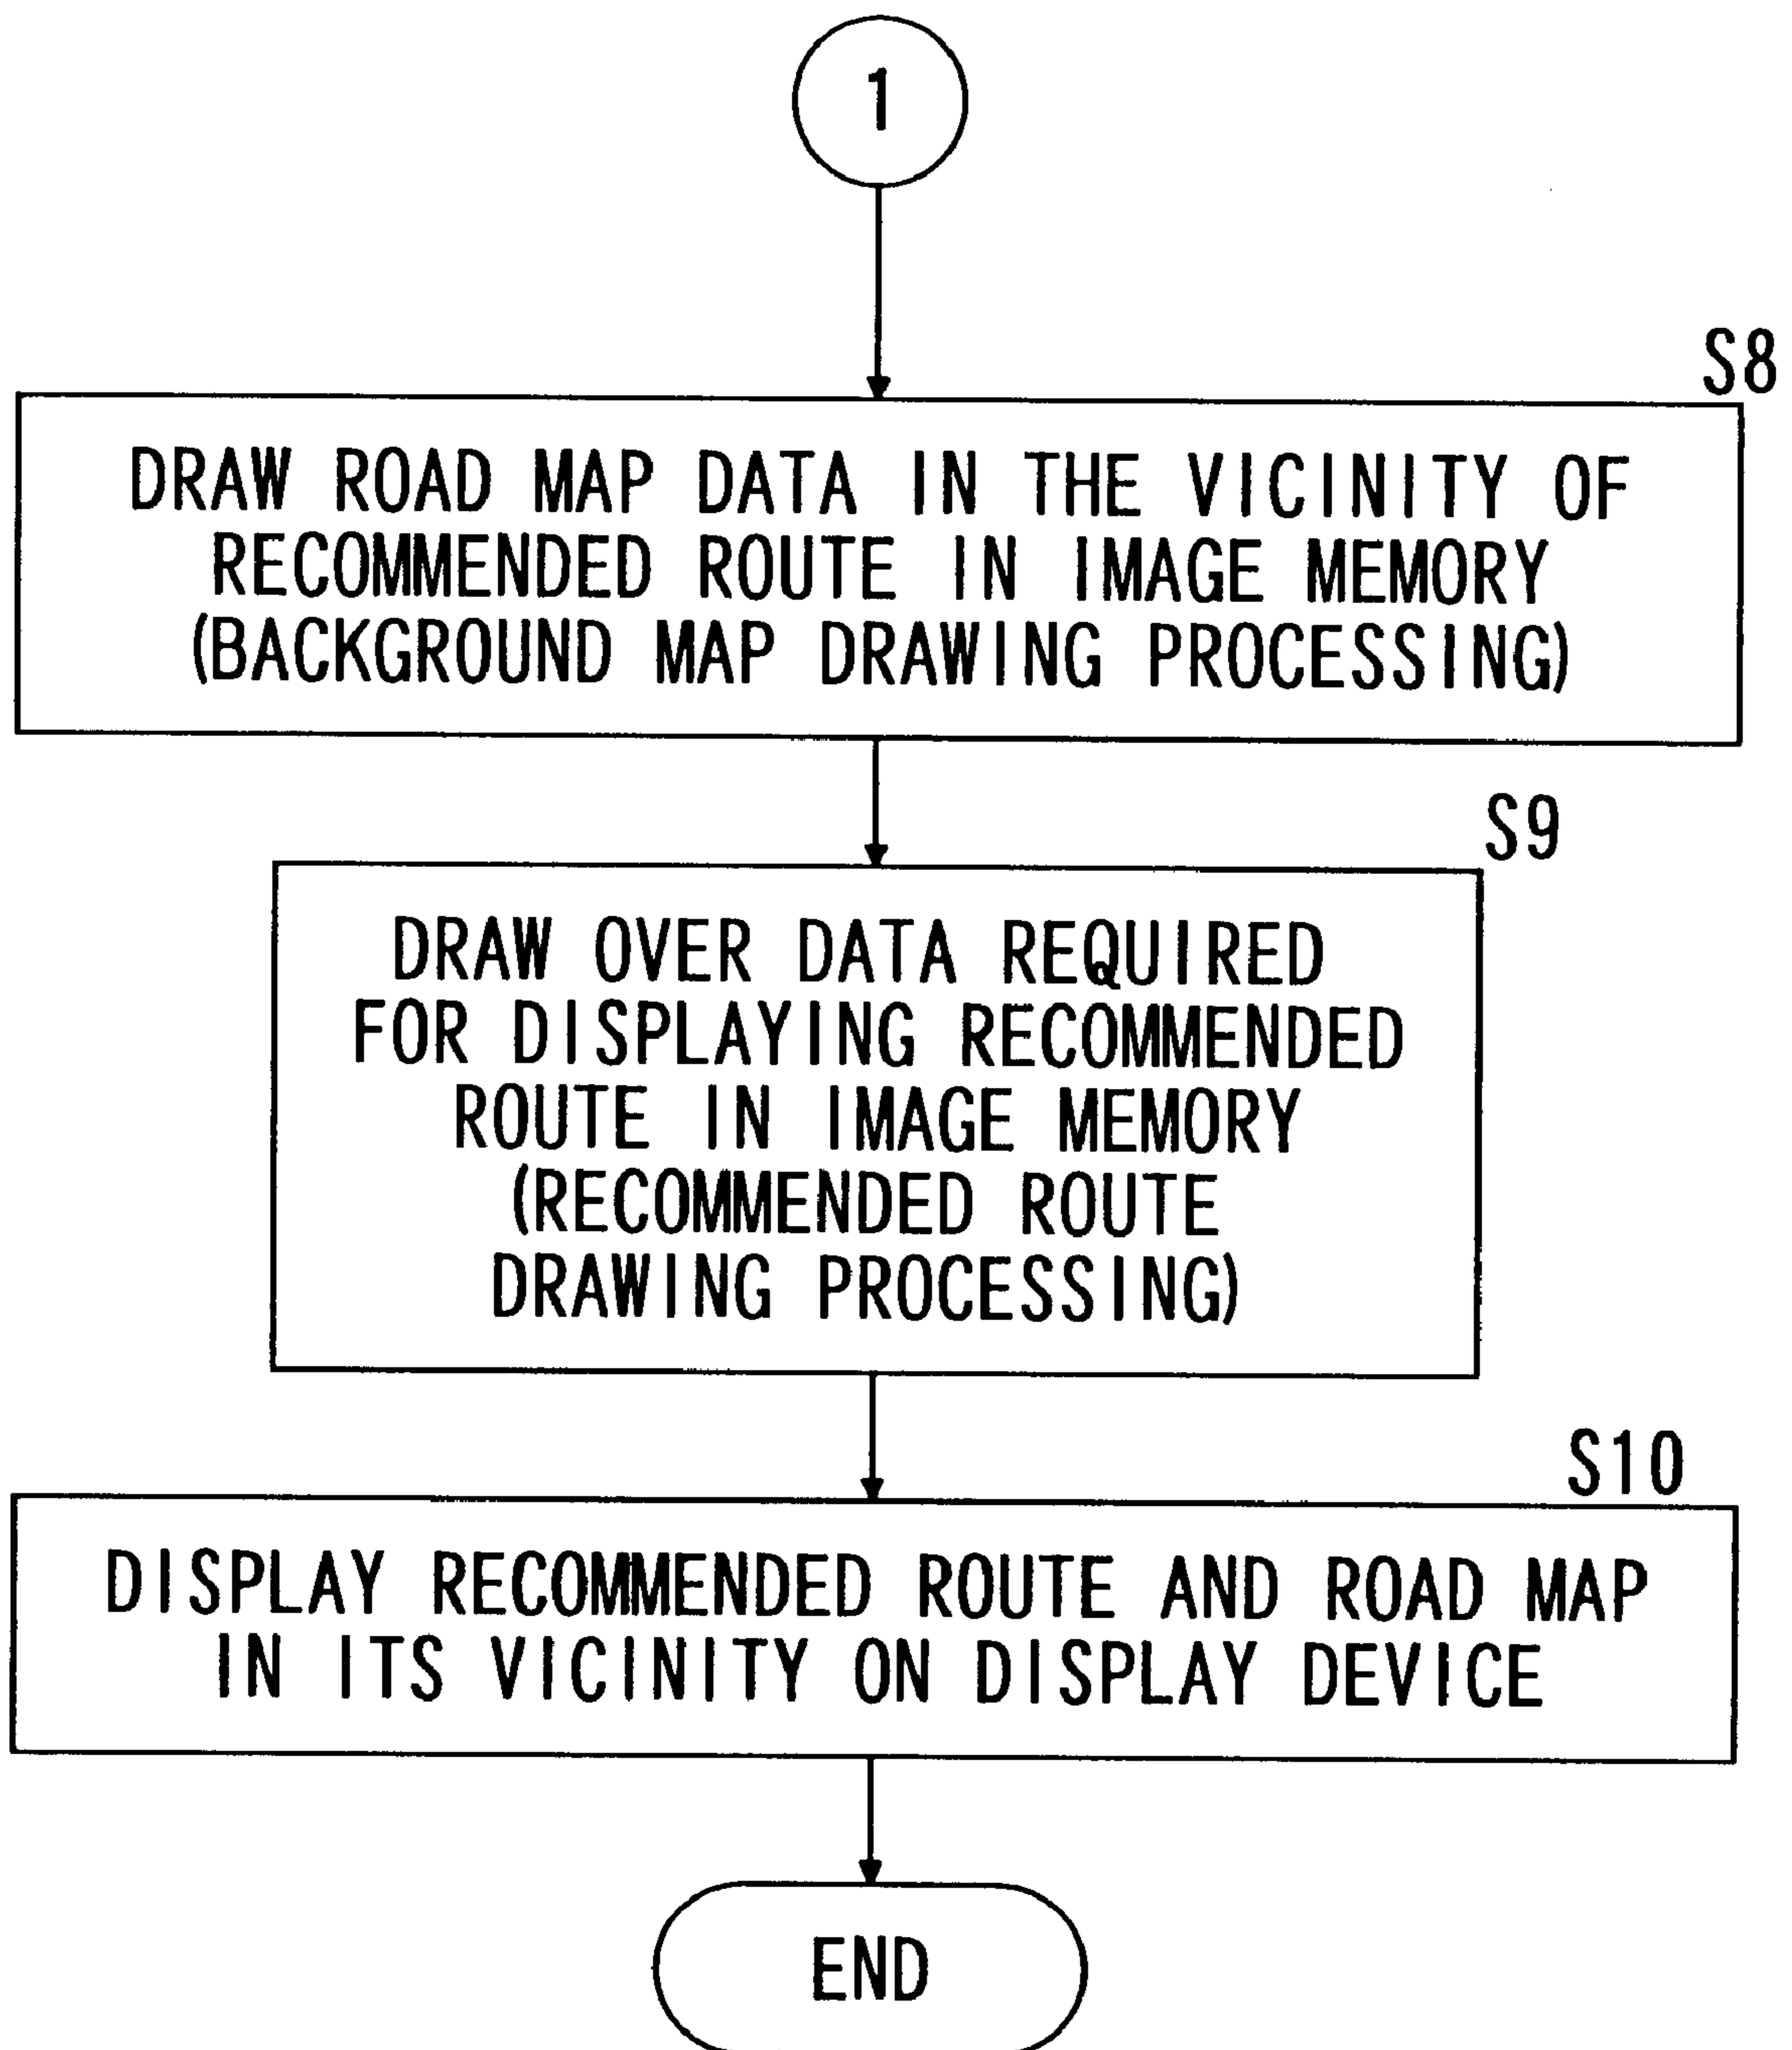 1
S8
DRAW ROAD MAP DATA IN THE VICINITY OF
RECOMMENDED ROUTE IN IMAGE MEMORY
(BACKGROUND MAP DRAWING PROCESSING)
S9
DRAW OVER DATA REQUIRED
FOR DISPLAYING RECOMMENDED
ROUTE IN IMAGE MEMORY
(RECOMMENDED ROUTE
DRAWING PROCESSING)
S10
DISPLAY RECOMMENDED ROUTE AND ROAD MAP
IN ITS VICINITY ON DISPLAY DEVICE
END